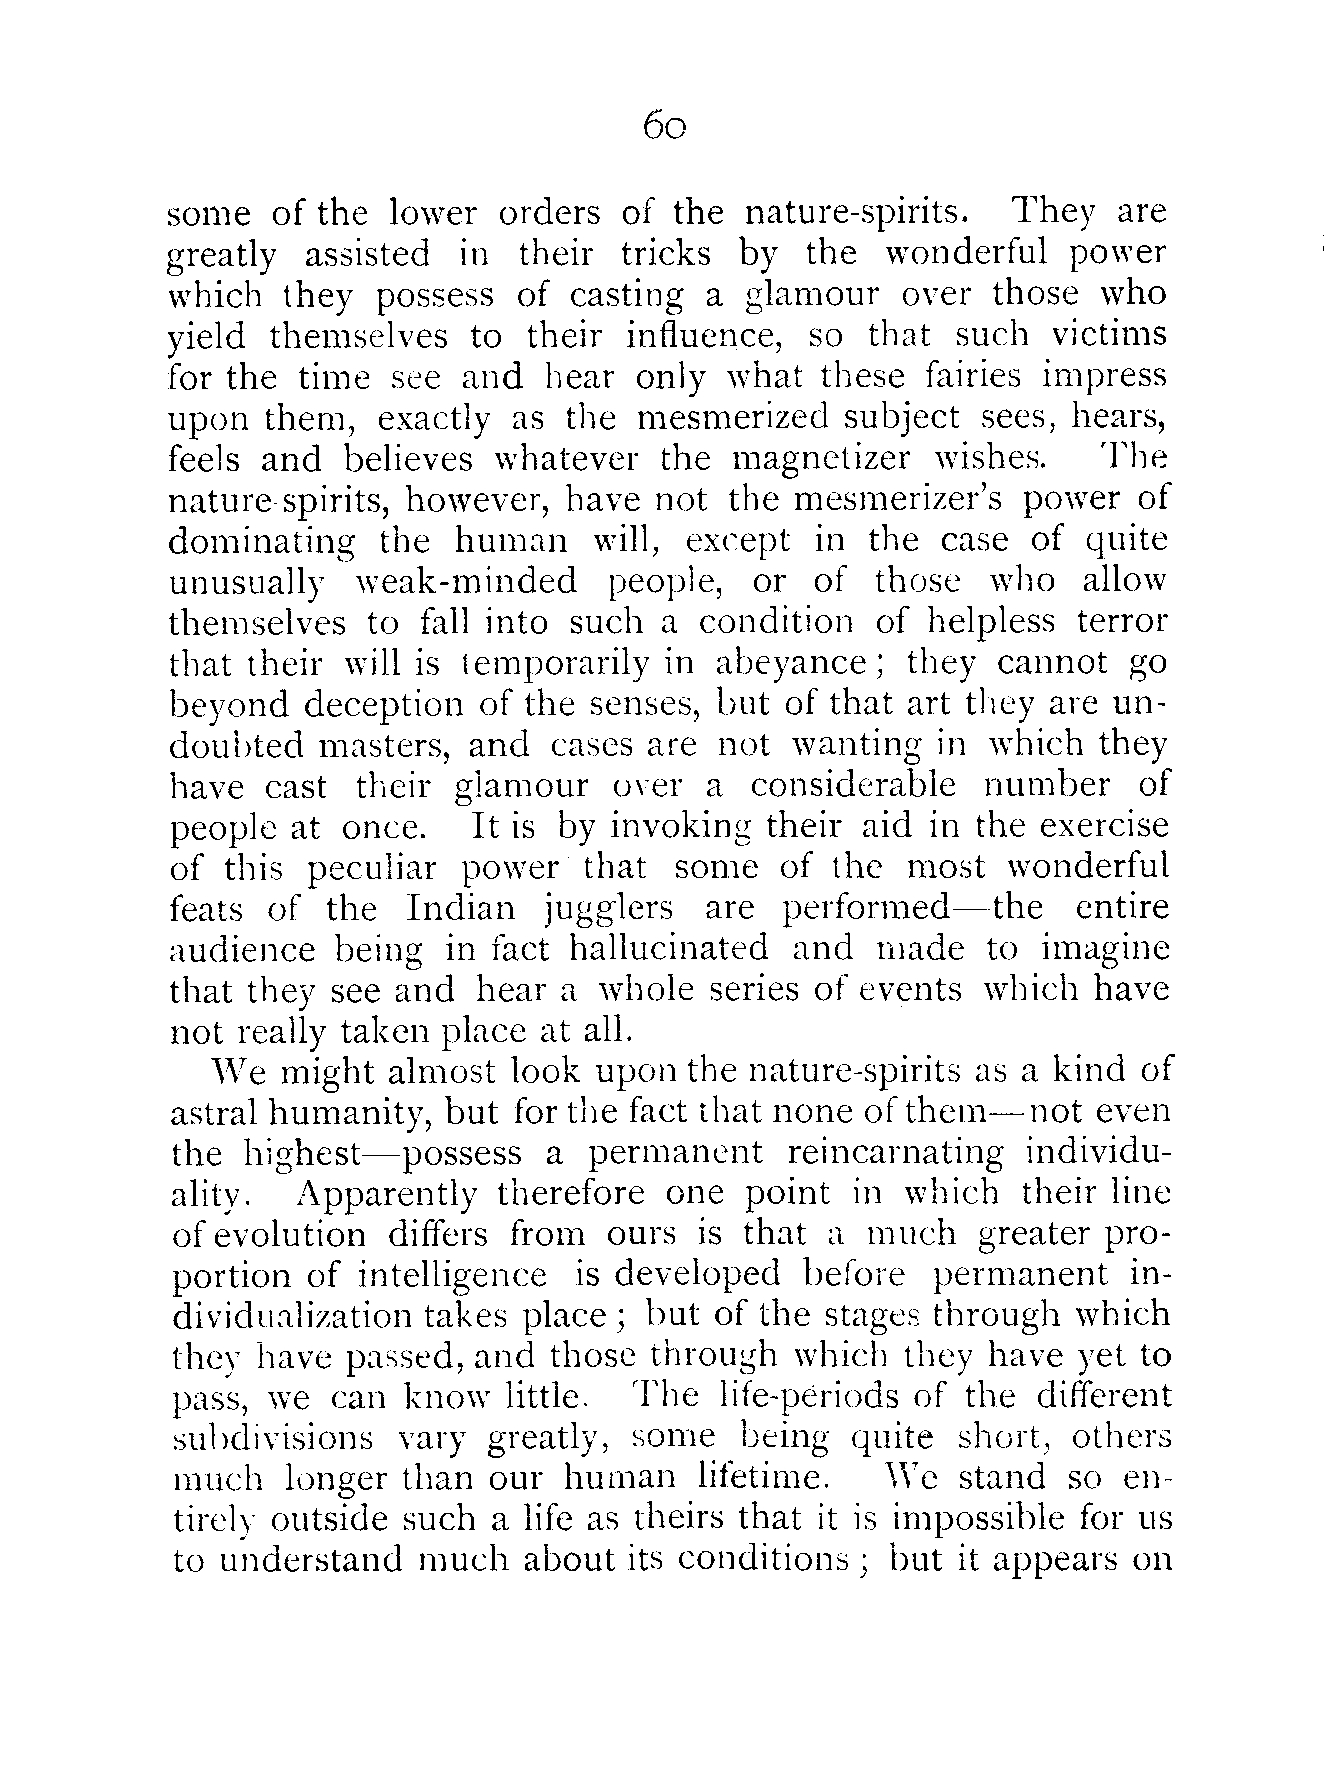 60
some of the lower orders of the nature-spirits. They are
greatly assisted in their tricks by the wonderful power
which they possess of casting a glamour over those who
yield themselves to their influence, so that such victims
for the time see and hear only what these fairies impress
upon them, exactly as the mesmerized subject sees, hears,
feels and believes whatever the magnetizer wishes. The
nature-spirits, however, have not the mesmerizer's power of
dominating the human will, except in the case of quite
unusually weak-minded people, or of those who allow
themselves to fall into such a condition of helpless terror
that their will is temporarily in abeyance ; they cannot go
beyond deception of the senses, but of that art they are un-
doubted masters, and cases are not wanting in which they
have cast their glamour over a considerable number of
people at once. It is by invoking their aid in the exercise
of this peculiar power that some of the most wonderful
feats of the Indian jugglers are performed—the entire
audience being in fact hallucinated and made to imagine
that they see and hear a whole series of events which have
not really taken place at all.
We might almost look upon the nature-spirits as a kind of
astral humanity, but for the fact that none of them—not even
the highest—possess a permanent reincarnating individu-
ality. Apparently therefore one point in which their line
of evolution differs from ours is that a much greater pro-
portion of intelligence is developed before permanent in-
dividualization takes place ; but of the stages through which
they have passed, and those through which they have yet to
pass, we can know little. The life-periods of the different
subdivisions vary greatly, some being quite short, others
much longer than our human lifetime. We stand so en-
tirely outside such a life as theirs that it is impossible for us
to understand much about its conditions ; but it appears on